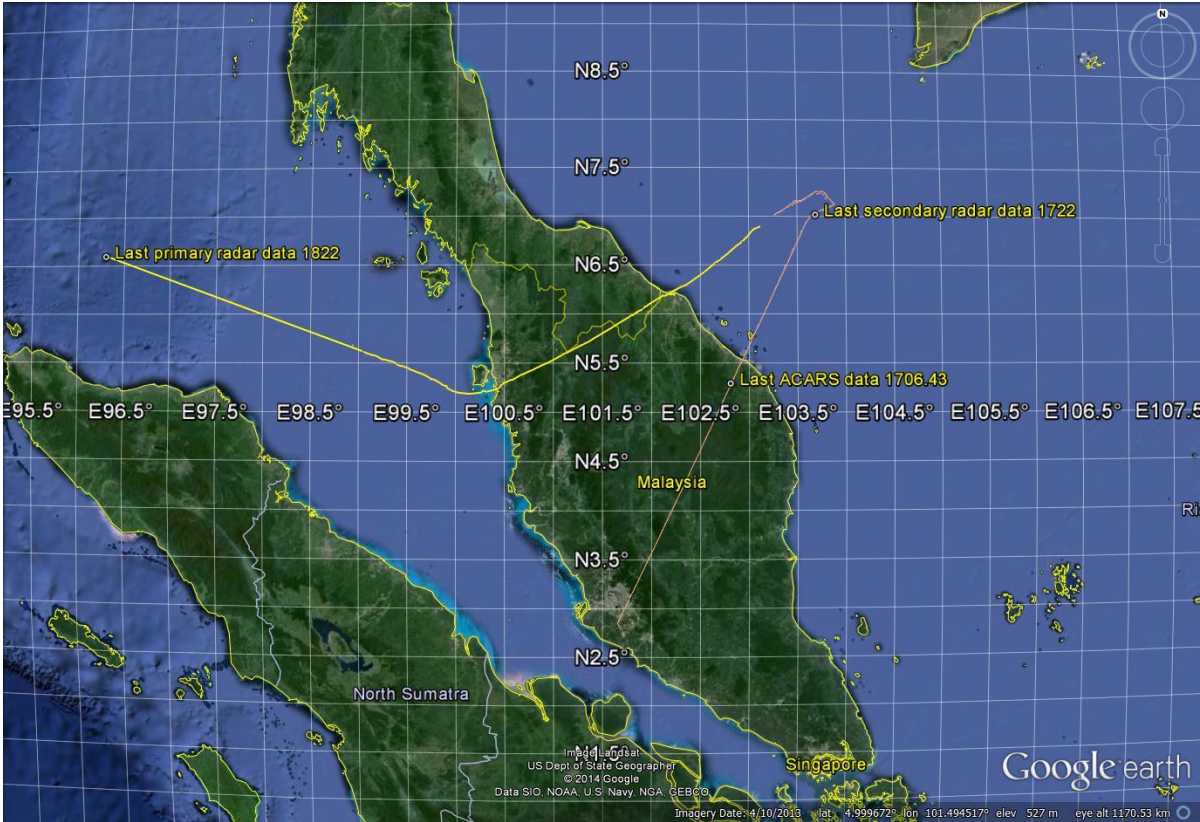 N
N8.5°
N7.5°
Last secondary radar data 1722
Last primary radar data 1822
N6.5°
N5.5°
Last ACARS data 1706.43
E95.5° E96.5° E97.5° E98.5° E99.5° E100.5° E101.5° E102.5° E103.5° E104.5° E105.5° E106.5° E107.5
N4.5°
Malaysia
N3.5°
N2.5°
North Sumatra
N1.5°
Image Landsat
US Dept of State Geographer
© 2014 Google
Data SIO, NOAA, U.S. Navy, NGA, GEBCO
Singapore
Google earth
Imagery Date: 4/10/2013 lat 4.999672° lon 101.494517° elev 527 m eye alt 1170.53 km